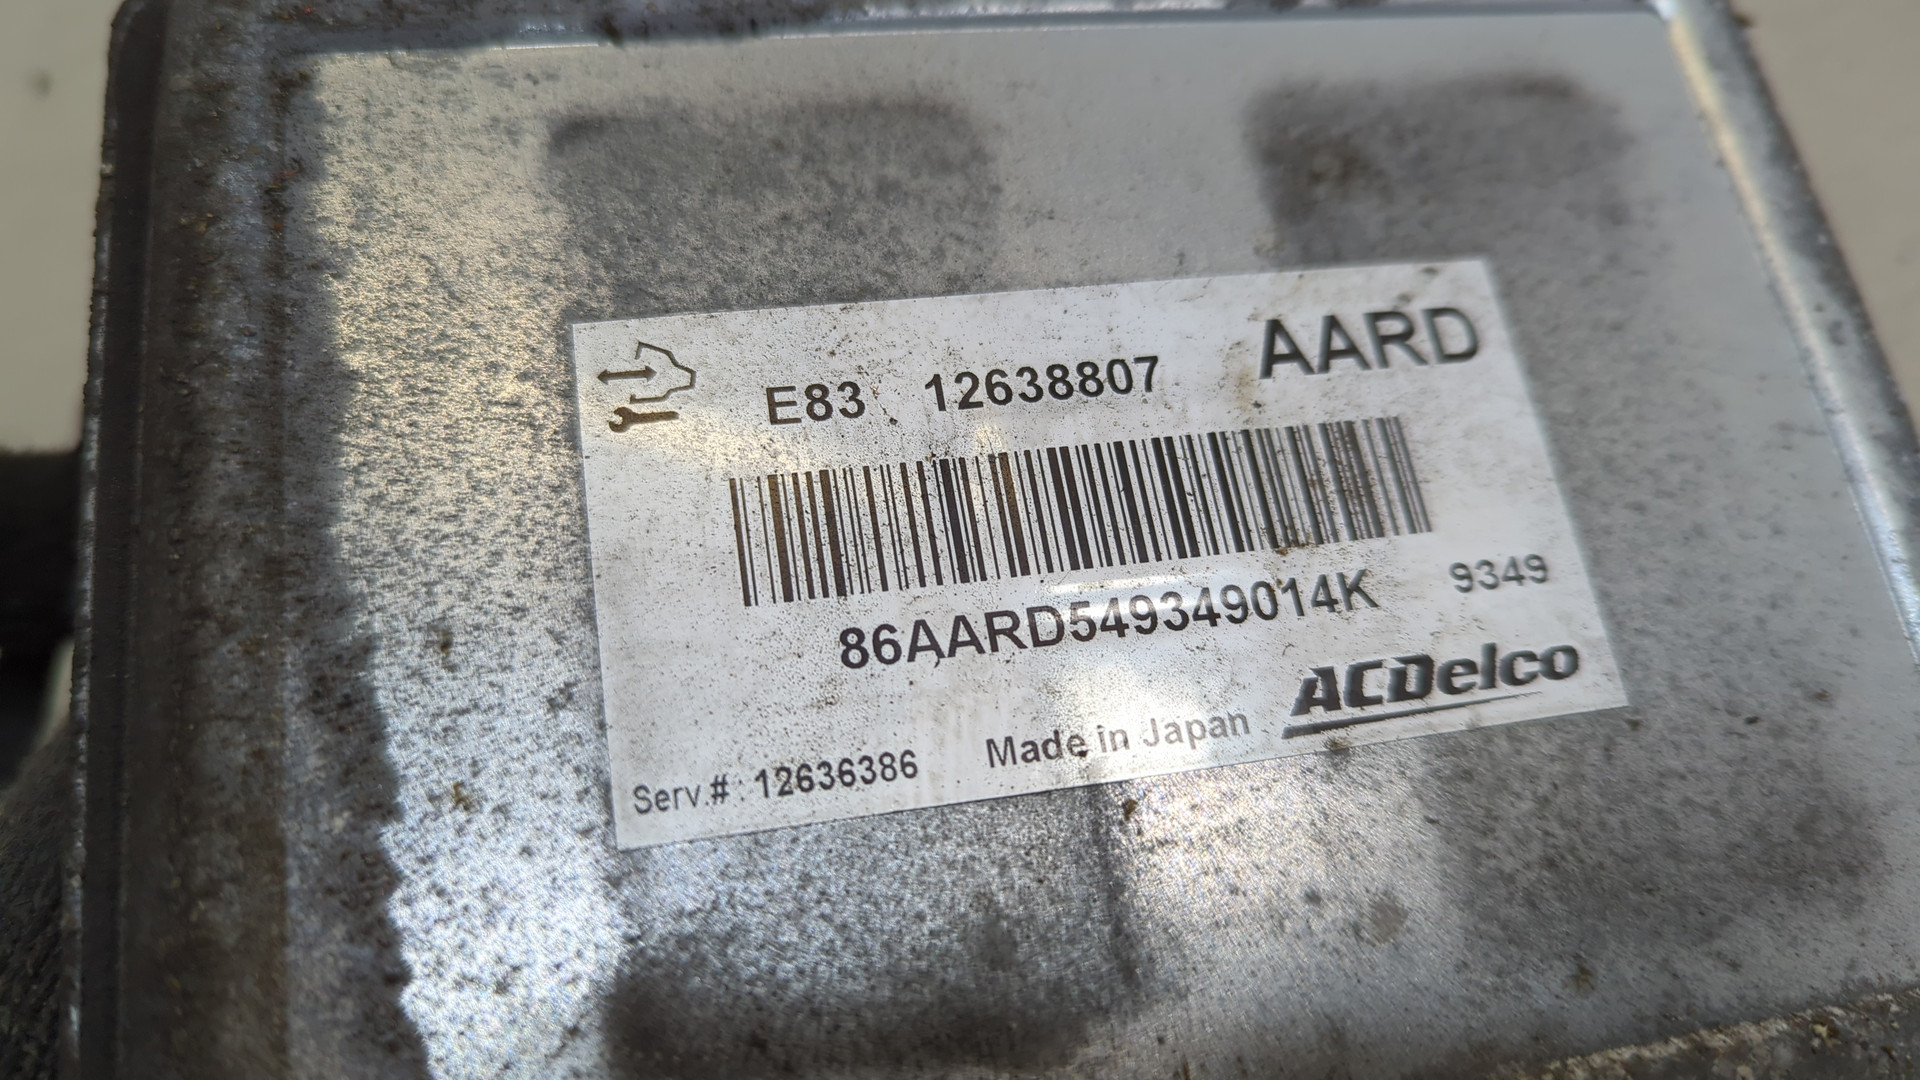 E83 12638807 AARD
86AARD549349014K 9349
ACDelco
Serv.#: 12636386 Made in Japan